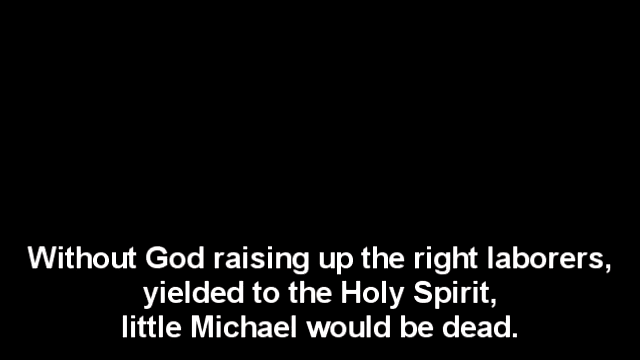 Without God raising up the right laborers,
yielded to the Holy Spirit,
little Michael would be dead.